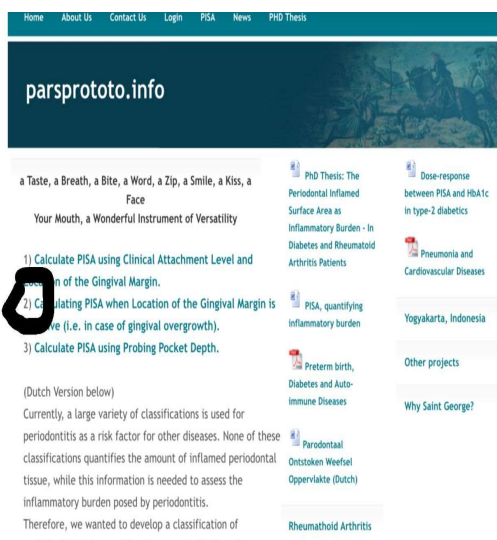 Home About Us Contact Us Login PISA News PHD Thesis
parsprototo.info
a Taste, a Breath, a Bite, a Word, a Zip, a Smile, a Kiss, a
Face
Your Mouth, a Wonderful Instrument of Versatility
1) Calculate PISA using Clinical Attachment Level and
of the Gingival Margin.
2) PISA when Location of the Gingival Margin is
(i.e. in case of gingival overgrowth).
3) Calculate PISA using Probing Pocket Depth.
(Dutch Version below)
Currently, a large variety of classifications is used for
periodontitis as a risk factor for other diseases. None of these
classifications quantifies the amount of inflamed periodontal
tissue, while this information is needed to assess the
inflammatory burden posed by periodontitis.
Therefore, we wanted to develop a classification of
PhD Thesis: The
Periodontal Inflamed
Surface Area as
Inflammatory Burden - In
Diabetes and Rheumatoid
Arthritis Patients
PISA, quantifying
inflammatory burden
Preterm birth,
Diabetes and Auto-
immune Diseases
Parodontaal
Ontstoken Weefsel
Oppervlakte (Dutch)
Rheumathoid Arthritis
Dose-response
between PISA and HbA1c
in type-2 diabetics
Pneumonia and
Cardiovascular Diseases
Yogyakarta, Indonesia
Other projects
Why Saint George?